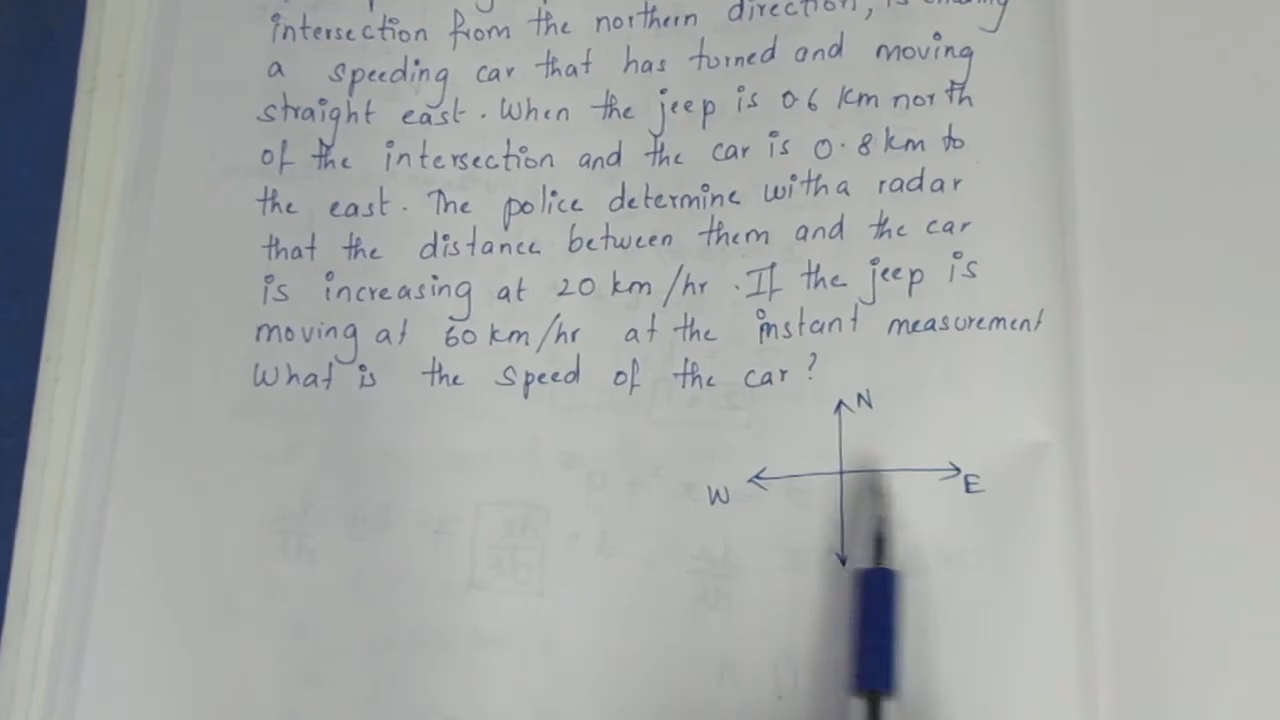 intersection from the northern direction, is
a speeding car that has turned and moving
straight east. When the jeep is 0.6 km north
of the intersection and the car is 0.8 km to
the east. The police determine with a radar
that the distance between them and the car
is increasing at 20 km/hr. If the jeep is
moving at 60 km/hr at the instant measurement
What is the speed of the car?
N
W
E